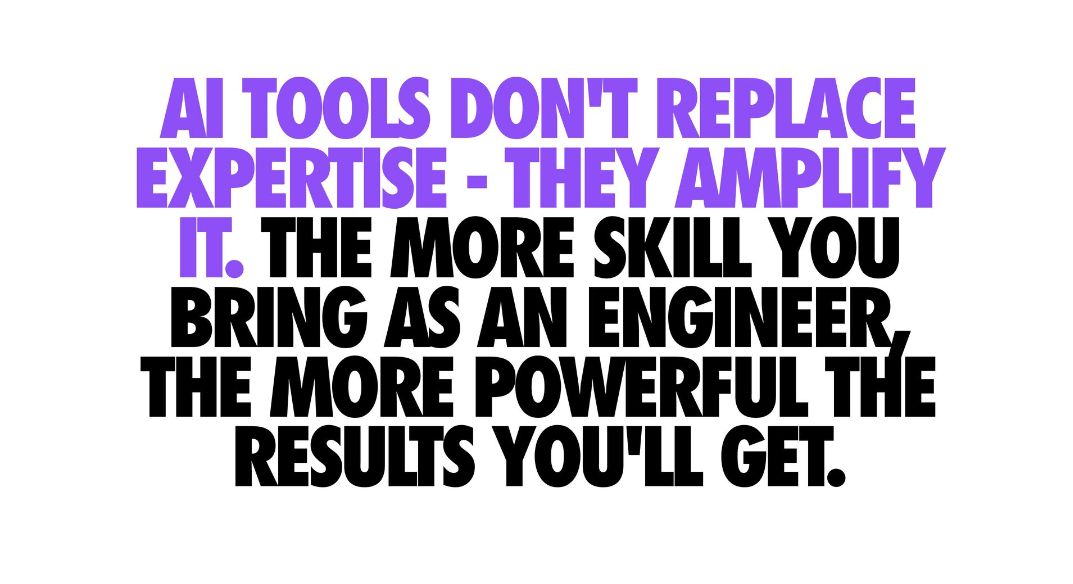 AI TOOLS DON'T REPLACE
EXPERTISE - THEY AMPLIFY
IT. THE MORE SKILL YOU
BRING AS AN ENGINEER,
THE MORE POWERFUL THE
RESULTS YOU'LL GET.